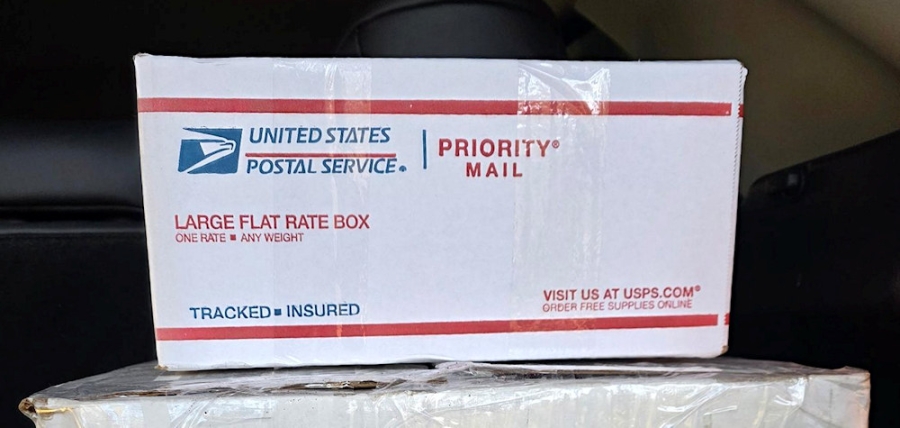 UNITED STATES
POSTAL SERVICE®
PRIORITY®
MAIL
LARGE FLAT RATE BOX
ONE RATE ■ ANY WEIGHT
TRACKED ■ INSURED
VISIT US AT USPS.COM®
ORDER FREE SUPPLIES ONLINE